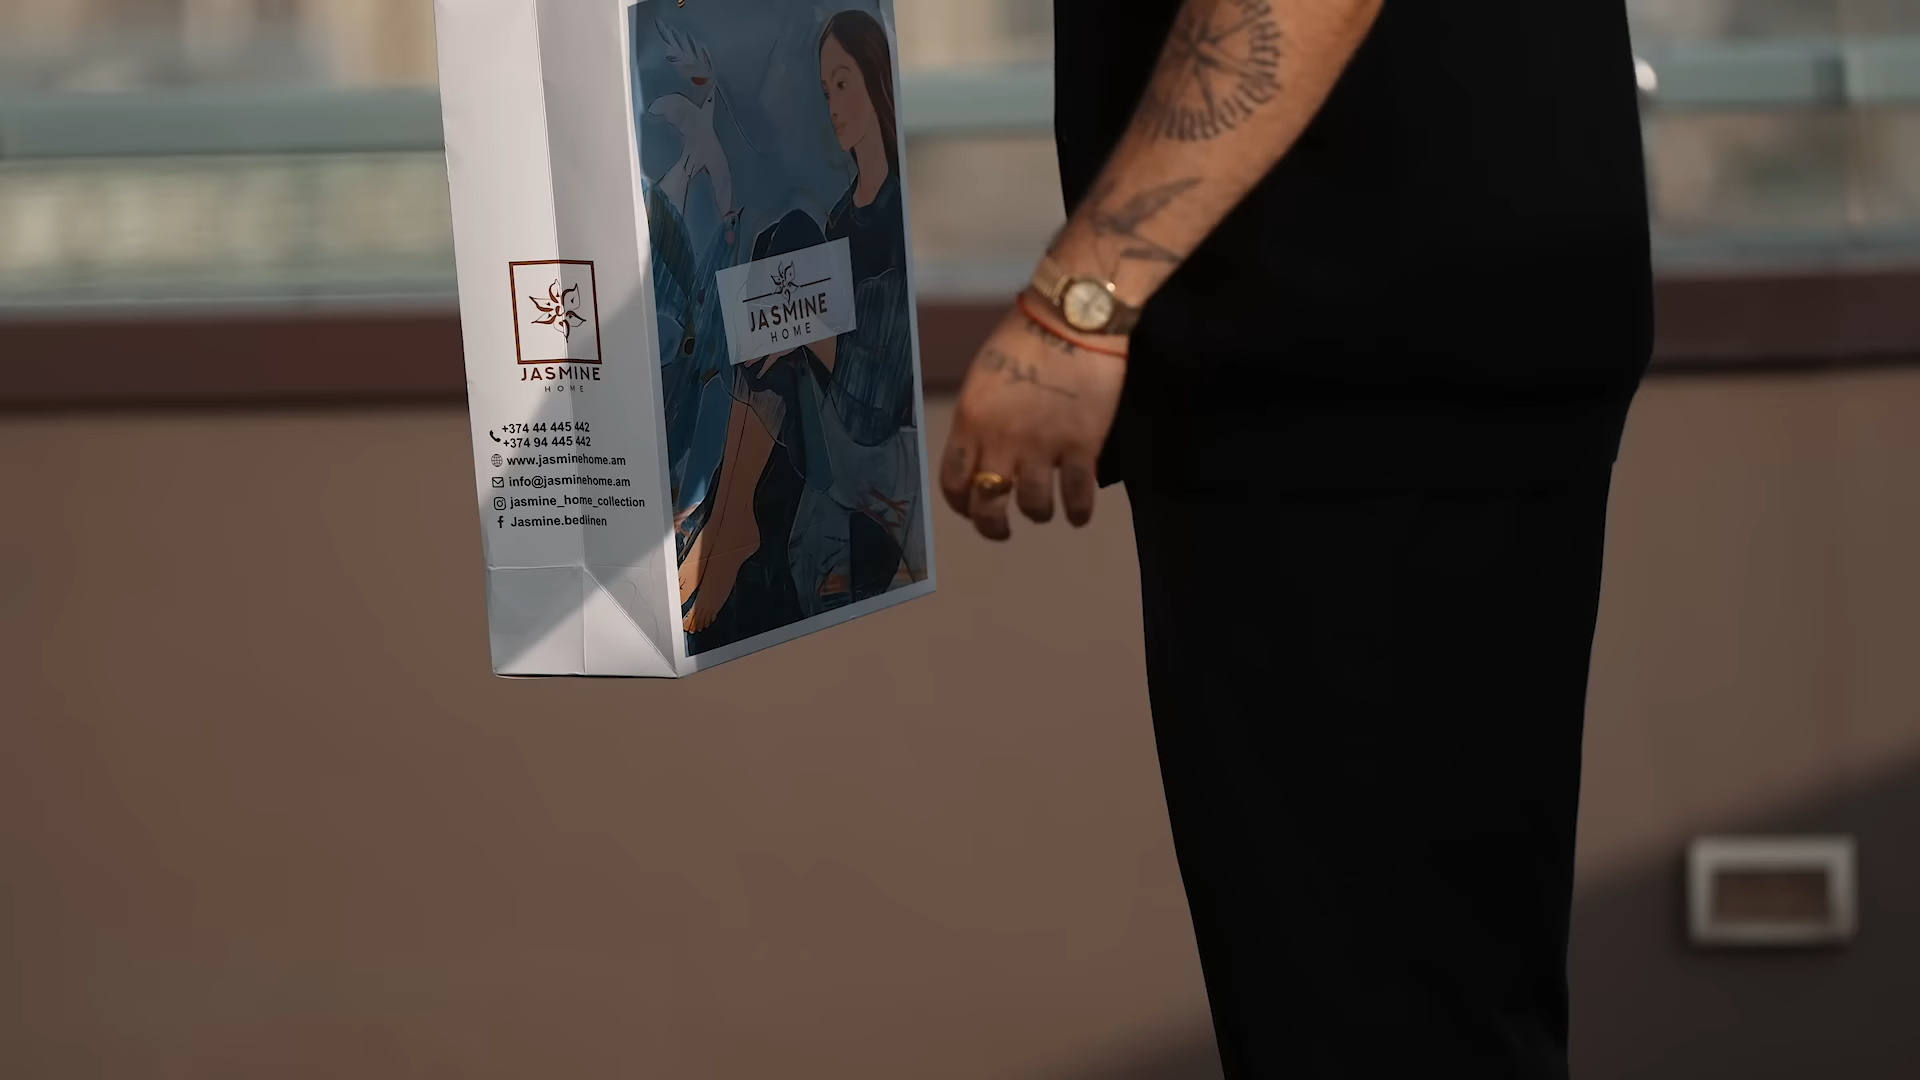 JASMINE
HOME
+374 44 445 442
+374 94 445 442
www.jasminehome.am
info@jasminehome.am
jasmine_home_collection
Jasmine.bedlinen
JASMINE
HOME